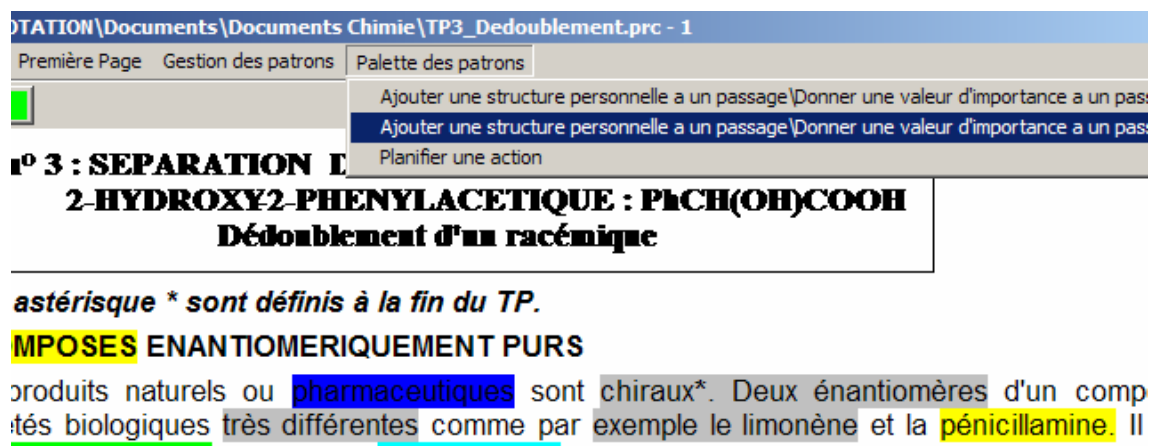 OTATION\Documents\Documents Chimie\TP3_Dedoublement.prc - 1
Première Page Gestion des patrons Palette des patrons
Ajouter une structure personnelle a un passage\Donner une valeur d'importance a un pass
Ajouter une structure personnelle a un passage\Donner une valeur d'importance a un pass
Planifier une action
nº 3 : SEPARATION D
2-HYDROXY-2-PHENYLACETIQUE : PhCH(OH)COOH
Dédoublement d'un racémique
astérisque * sont définis à la fin du TP.
MPOSES ENANTIOMERIQUEMENT PURS
produits naturels ou pharmaceutiques sont chiraux*. Deux énantiomères d'un comp
tés biologiques très différentes comme par exemple le limonène et la pénicillamine. Il